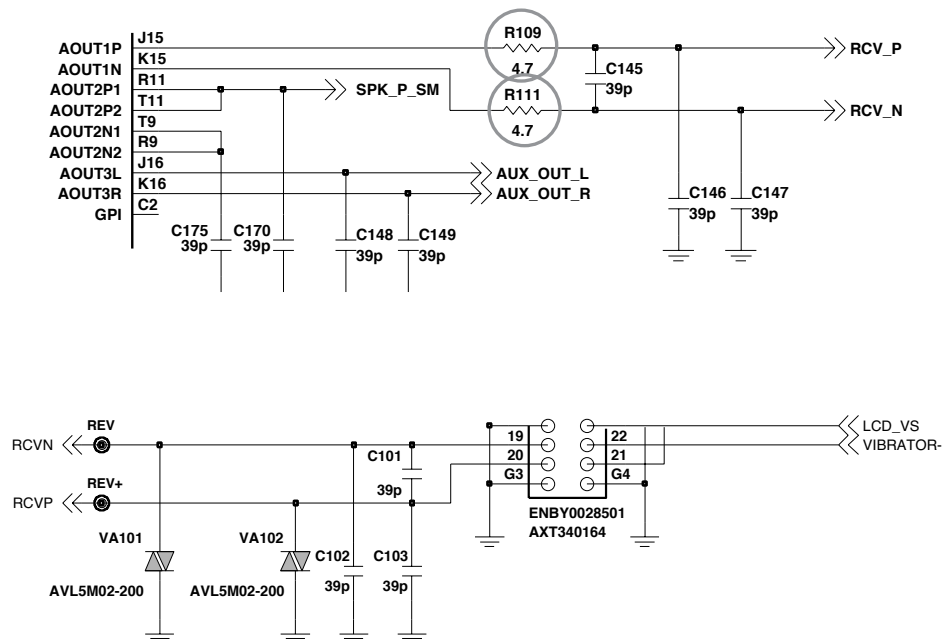 AOUT1P J15 R109 4.7 RCV_P
AOUT1N K15 C145 39p
AOUT2P1 R11 SPK_P_SM
AOUT2P2 T11 R111 4.7 RCV_N
AOUT2N1 T9
AOUT2N2 R9
AOUT3L J16 AUX_OUT_L
AOUT3R K16 AUX_OUT_R
GPI C2
C146 39p C147 39p
C175 39p C170 39p C148 39p C149 39p
REV
RCVN
REV+
RCVP
C101 39p
19 22
20 21
G3 G4
LCD_VS
VIBRATOR-
ENBY0028501
AXT340164
VA101 VA102 C102 C103
AVL5M02-200 AVL5M02-200 39p 39p